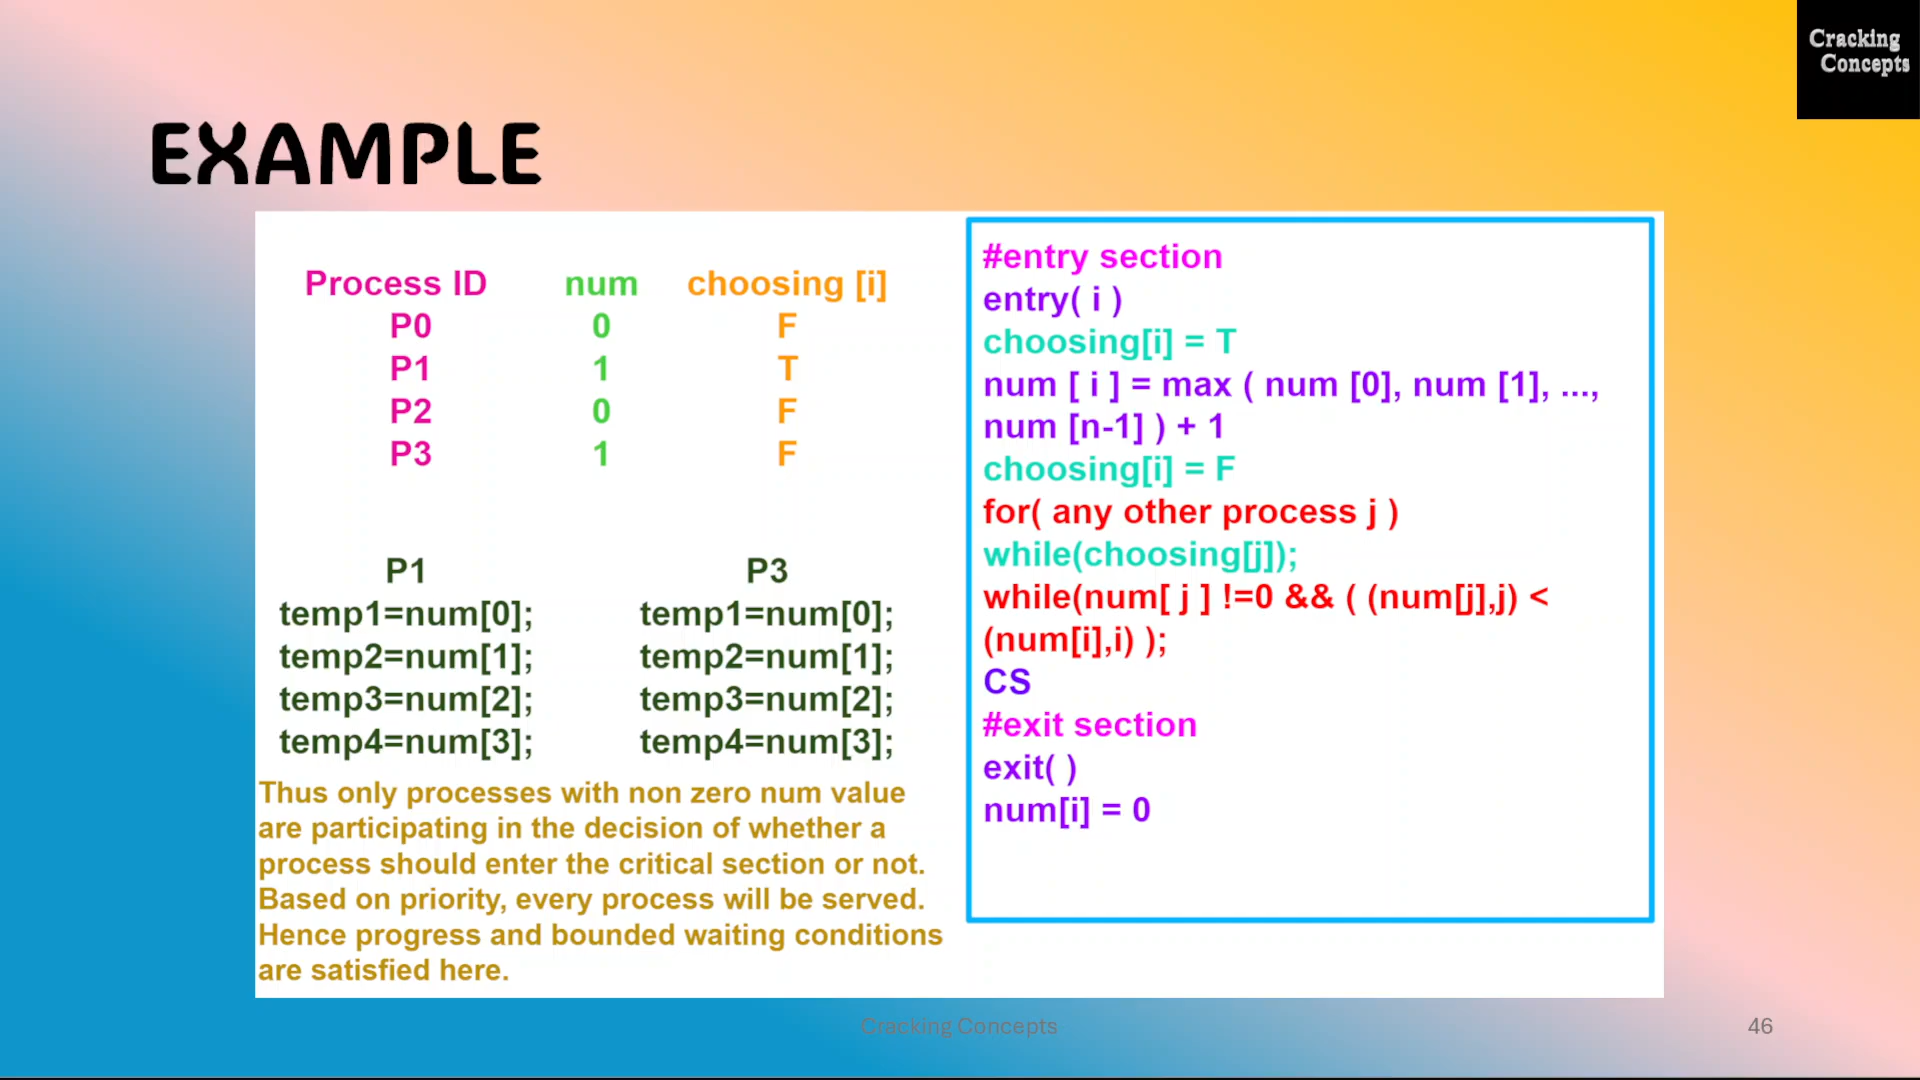 Cracking
Concepts
EXAMPLE
Process ID num choosing [i]
P0 0 F
P1 1 T
P2 0 F
P3 1 F
P1 P3
temp1=num[0]; temp1=num[0];
temp2=num[1]; temp2=num[1];
temp3=num[2]; temp3=num[2];
temp4=num[3]; temp4=num[3];
Thus only processes with non zero num value
are participating in the decision of whether a
process should enter the critical section or not.
Based on priority, every process will be served.
Hence progress and bounded waiting conditions
are satisfied here.
#entry section
entry( i )
choosing[i] = T
num [ i ] = max ( num [0], num [1], ...,
num [n-1] ) + 1
choosing[i] = F
for( any other process j )
while(choosing[j]);
while(num[ j ] !=0 && ( (num[j],j) <
(num[i],i) );
CS
#exit section
exit( )
num[i] = 0
Cracking Concepts
46